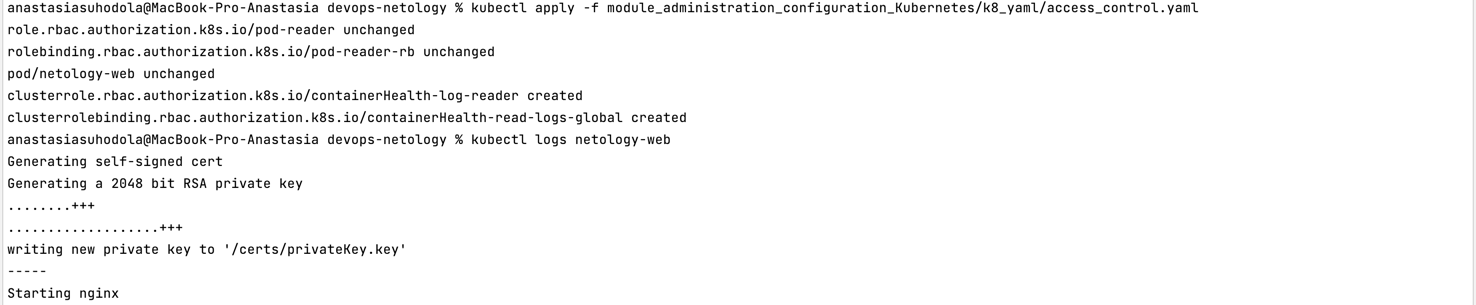 anastasiasuhodola@MacBook-Pro-Anastasia devops-netology % kubectl apply -f module_administration_configuration_Kubernetes/k8_yaml/access_control.yaml
role.rbac.authorization.k8s.io/pod-reader unchanged
rolebinding.rbac.authorization.k8s.io/pod-reader-rb unchanged
pod/netology-web unchanged
clusterrole.rbac.authorization.k8s.io/containerHealth-log-reader created
clusterrolebinding.rbac.authorization.k8s.io/containerHealth-read-logs-global created
anastasiasuhodola@MacBook-Pro-Anastasia devops-netology % kubectl logs netology-web
Generating self-signed cert
Generating a 2048 bit RSA private key
........+++
...................+++
writing new private key to '/certs/privateKey.key'
-----
Starting nginx